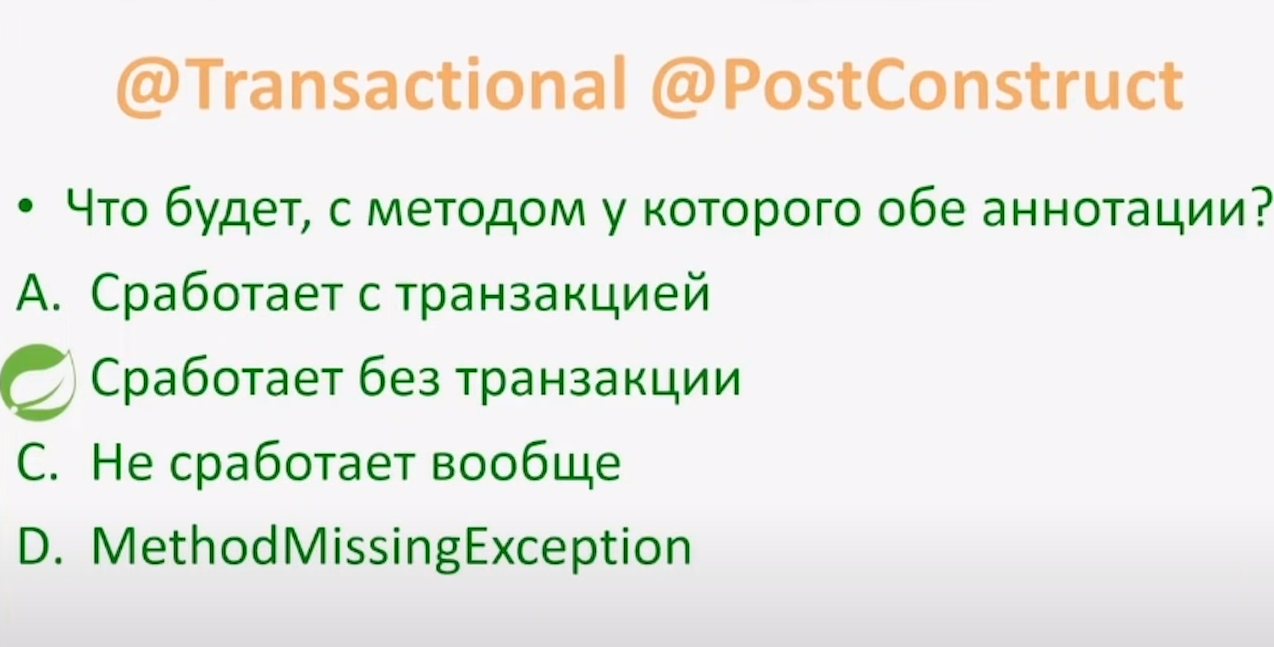 @Transactional @PostConstruct
• Что будет, с методом у которого обе аннотации?
A. Сработает с транзакцией
Сработает без транзакции
C. Не сработает вообще
D. MethodMissingException